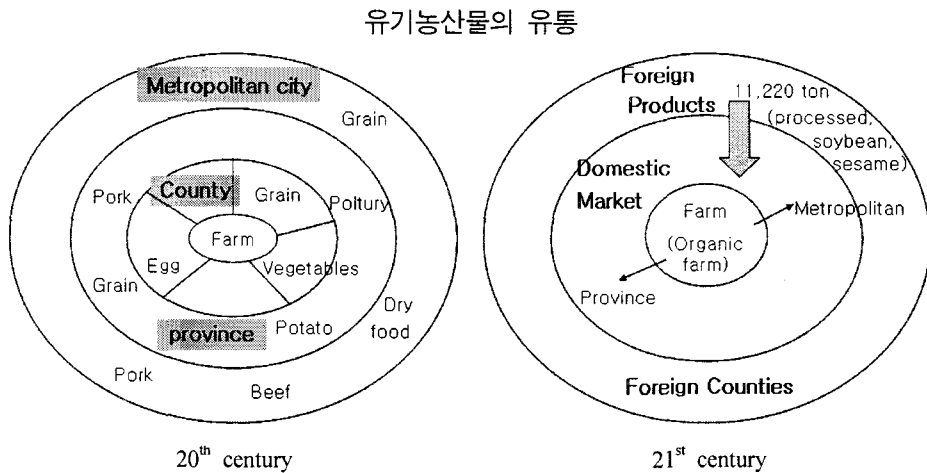 유기농산물의 유통
Metropolitan city
Grain
Pork
County
Grain
Poltury
Farm
Egg
Vegetables
Grain
province
Potato
Dry
food
Pork
Beef
20th century
Foreign
Products
11,220 ton
(processed,
soybean,
sesame)
Domestic
Market
Farm
(Organic
farm)
Metropolitan
Province
Foreign Counties
21st century